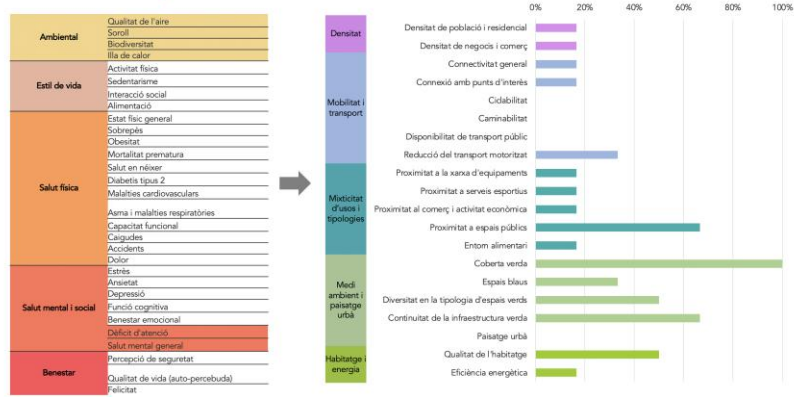 Ambiental
Qualitat de l'aire
Soroll
Biodiversitat
Illa de calor
Estil de vida
Activitat física
Sedentarisme
Interacció social
Alimentació
Salut física
Estat físic general
Sobrepès
Obesitat
Mortalitat prematura
Salut en néixer
Diabetis tipus 2
Malalties cardiovasculars
Asma i malalties respiratòries
Capacitat funcional
Caigudes
Accidents
Dolor
Salut mental i social
Estrès
Ansietat
Depressió
Funció cognitiva
Benestar emocional
Dèficit d'atenció
Salut mental general
Benestar
Percepció de seguretat
Qualitat de vida (auto-percebuda)
Felicitat
0% 20% 40% 60% 80% 100%
Densitat
Densitat de població i residencial
Densitat de negocis i comerç
Mobilitat i
transport
Connectivitat general
Connexió amb punts d'interès
Ciclabilitat
Caminabilitat
Disponibilitat de transport públic
Reducció del transport motoritzat
Mixticitat
d'usos i
tipologies
Proximitat a la xarxa d'equipaments
Proximitat a serveis esportius
Proximitat al comerç i activitat econòmica
Proximitat a espais públics
Entorn alimentari
Medi
ambient i
paisatge
urbà
Coberta verda
Espais blaus
Diversitat en la tipologia d'espais verds
Continuitat de la infraestructura verda
Paisatge urbà
Habitatge i
energia
Qualitat de l'habitatge
Eficiència energètica